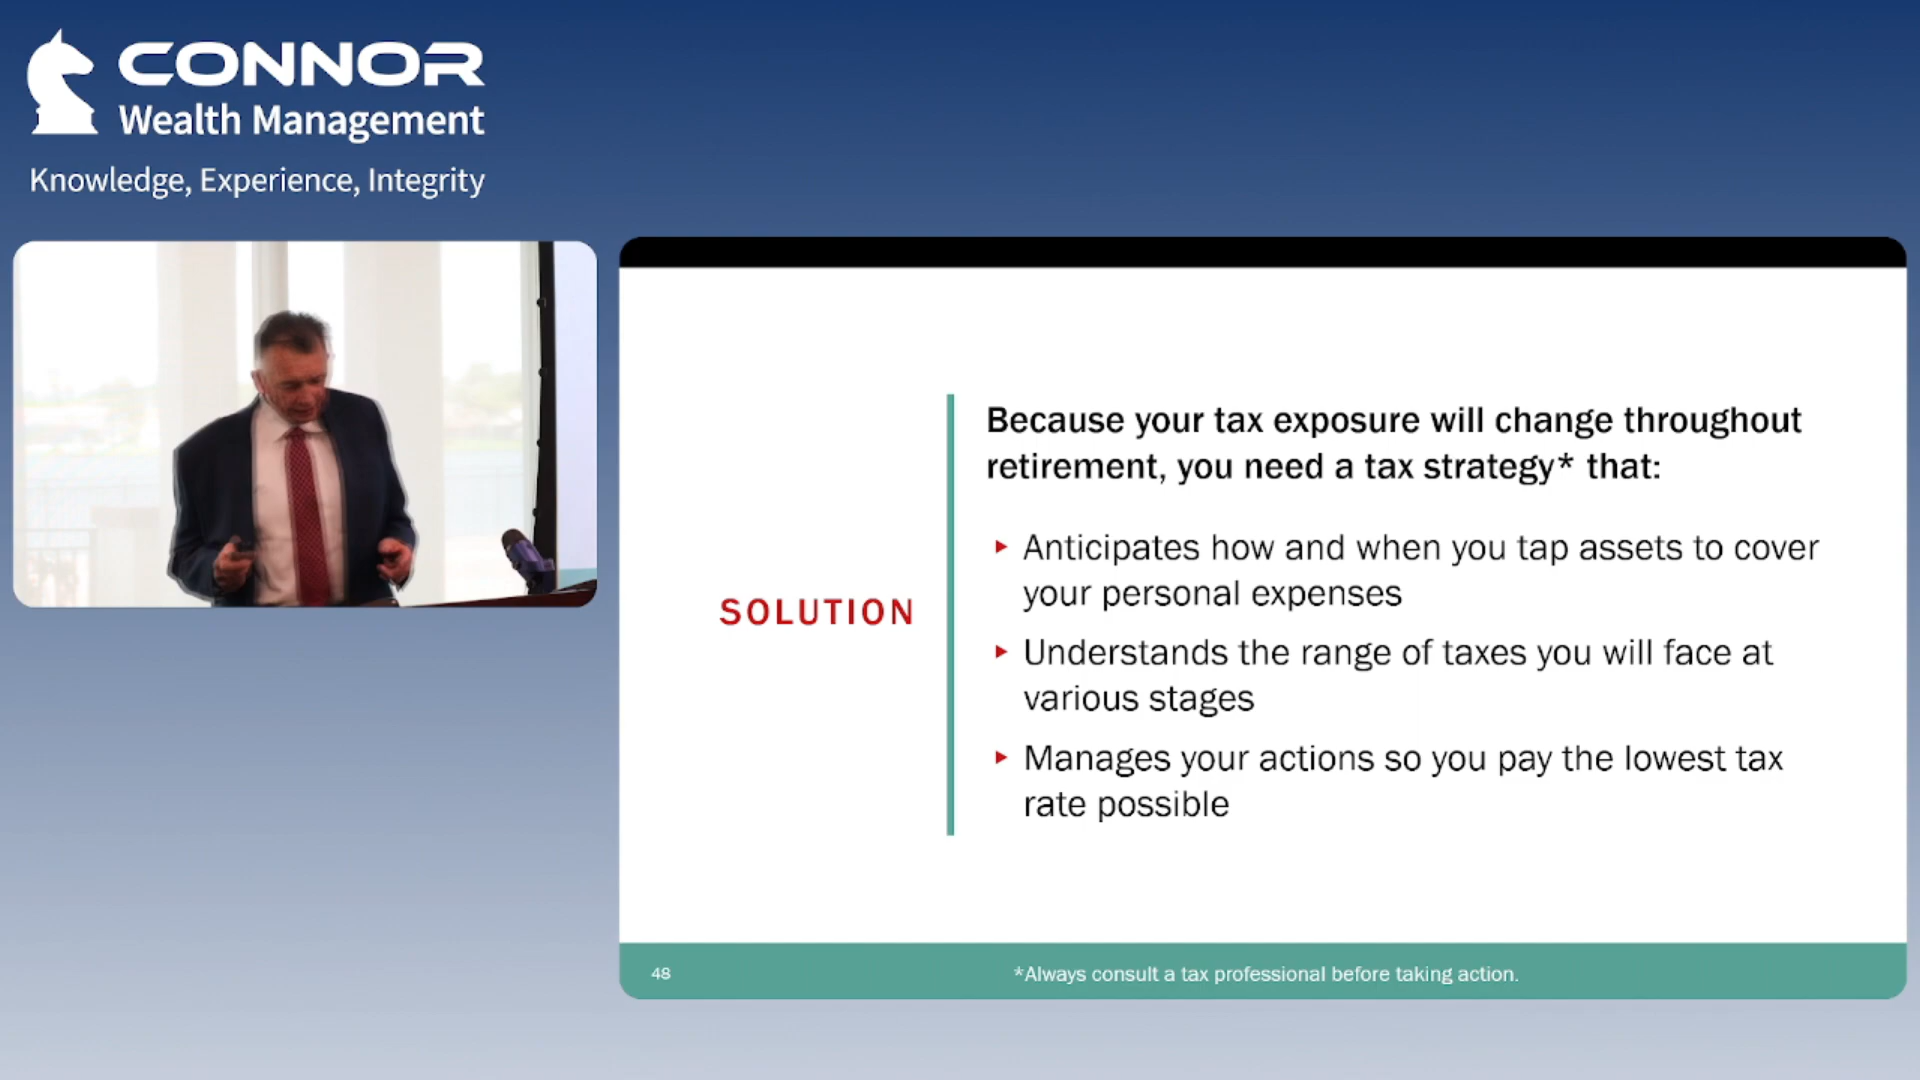 CONNOR
Wealth Management
Knowledge, Experience, Integrity
SOLUTION
Because your tax exposure will change throughout
retirement, you need a tax strategy* that:
Anticipates how and when you tap assets to cover
your personal expenses
Understands the range of taxes you will face at
various stages
Manages your actions so you pay the lowest tax
rate possible
48
*Always consult a tax professional before taking action.